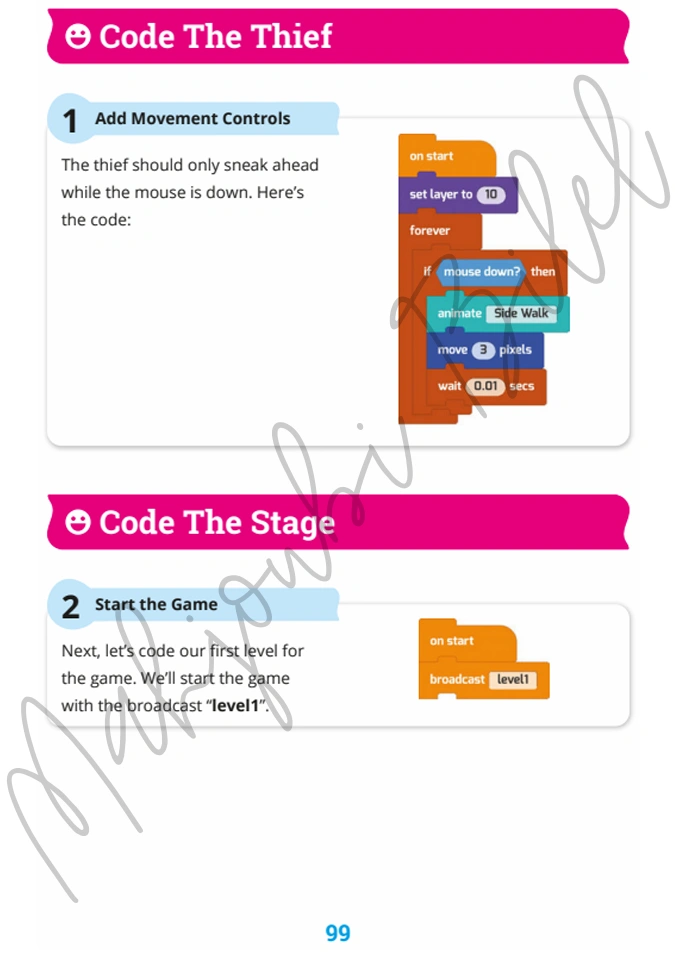 Code The Thief
1 Add Movement Controls
The thief should only sneak ahead
while the mouse is down. Here's
the code:
on start
set layer to 10
forever
if mouse down? then
animate Side Walk
move 3 pixels
wait 0.01 secs
Code The Stage
2 Start the Game
Next, let's code our first level for
the game. We'll start the game
with the broadcast "level1".
on start
broadcast level1
Mahjoubi Bilel
99